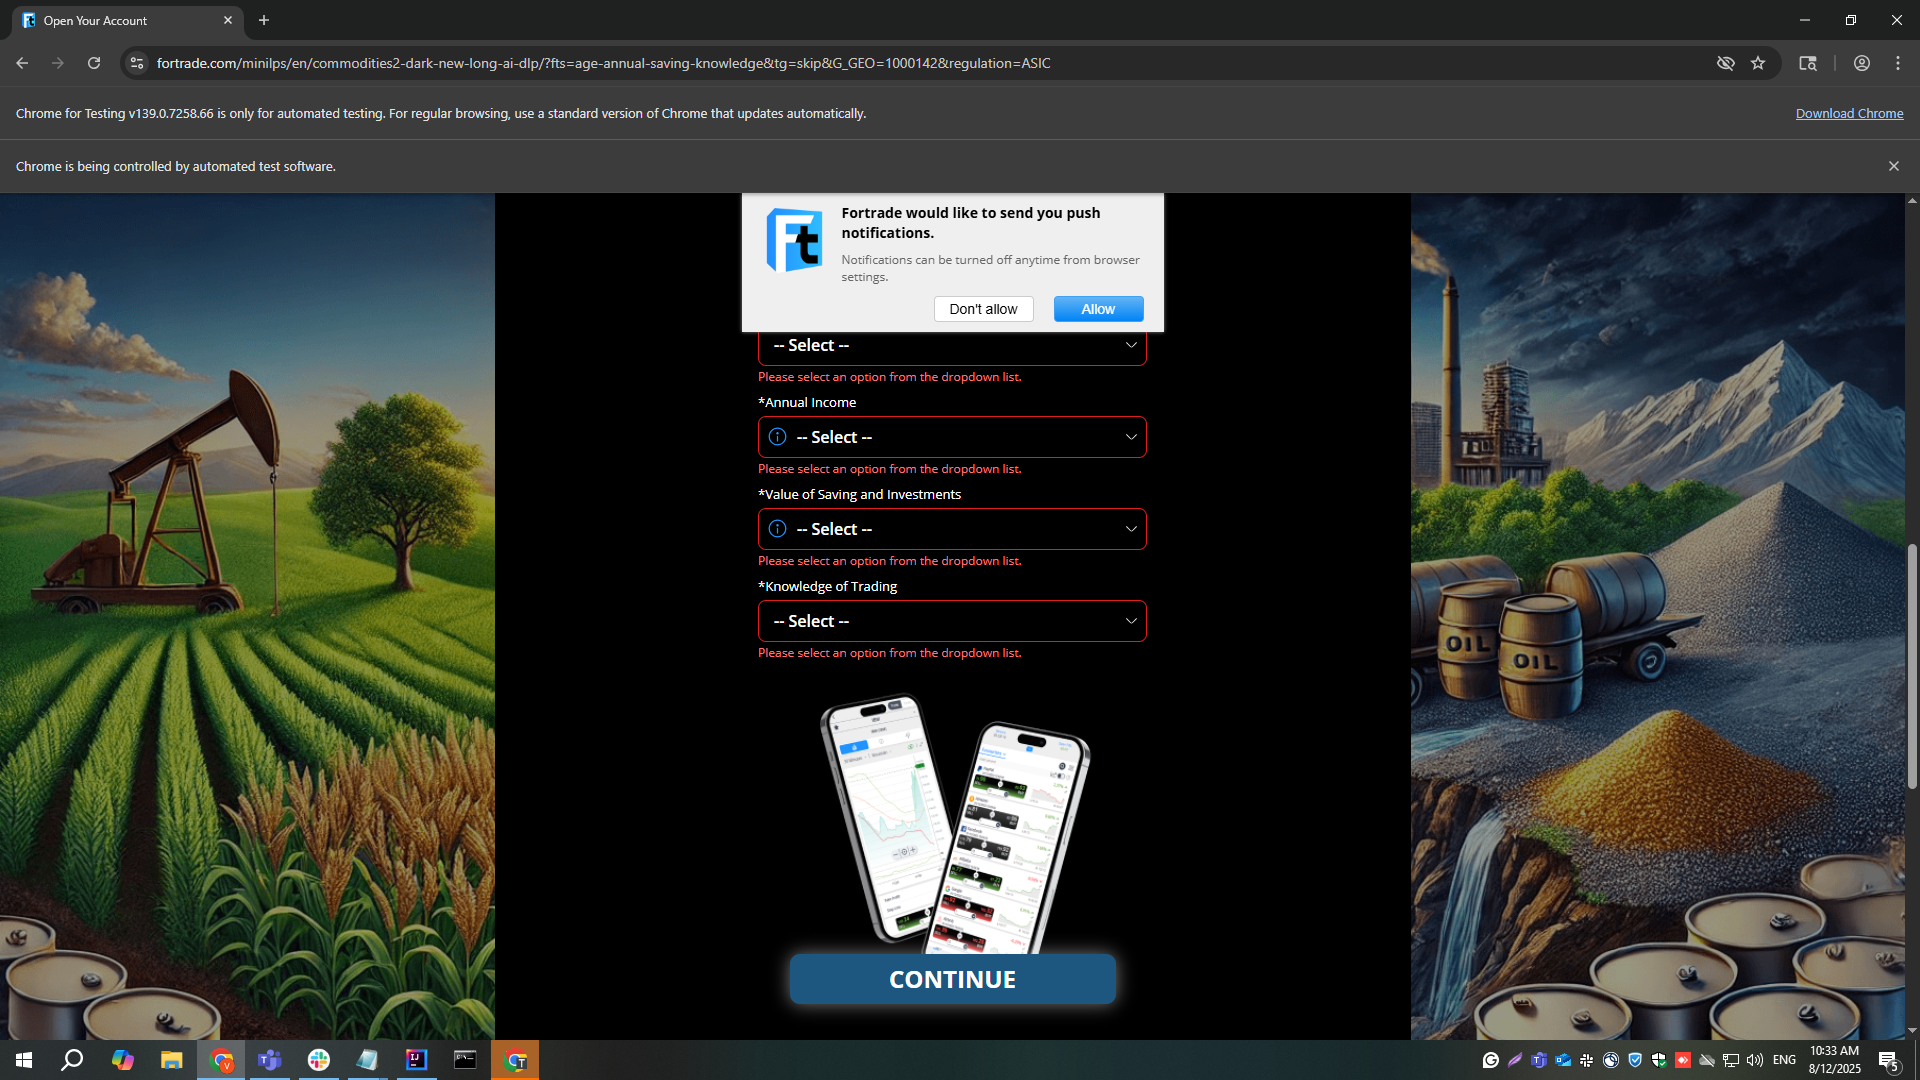 Open Your Account
fortrade.com/minilps/en/commodities2-dark-new-long-ai-dlp/?fts=age-annual-saving-knowledge&tg=skip&G_GEO=1000142&regulation=ASIC
Chrome for Testing v139.0.7258.66 is only for automated testing. For regular browsing, use a standard version of Chrome that updates automatically.
Download Chrome
Chrome is being controlled by automated test software.
Ft
Fortrade would like to send you push
notifications.
Notifications can be turned off anytime from browser
settings.
Don't allow
Allow
-- Select --
Please select an option from the dropdown list.
*Annual Income
-- Select --
Please select an option from the dropdown list.
*Value of Saving and Investments
-- Select --
Please select an option from the dropdown list.
*Knowledge of Trading
-- Select --
Please select an option from the dropdown list.
OIL
OIL
CONTINUE
ENG
10:33 AM
8/12/2025
5